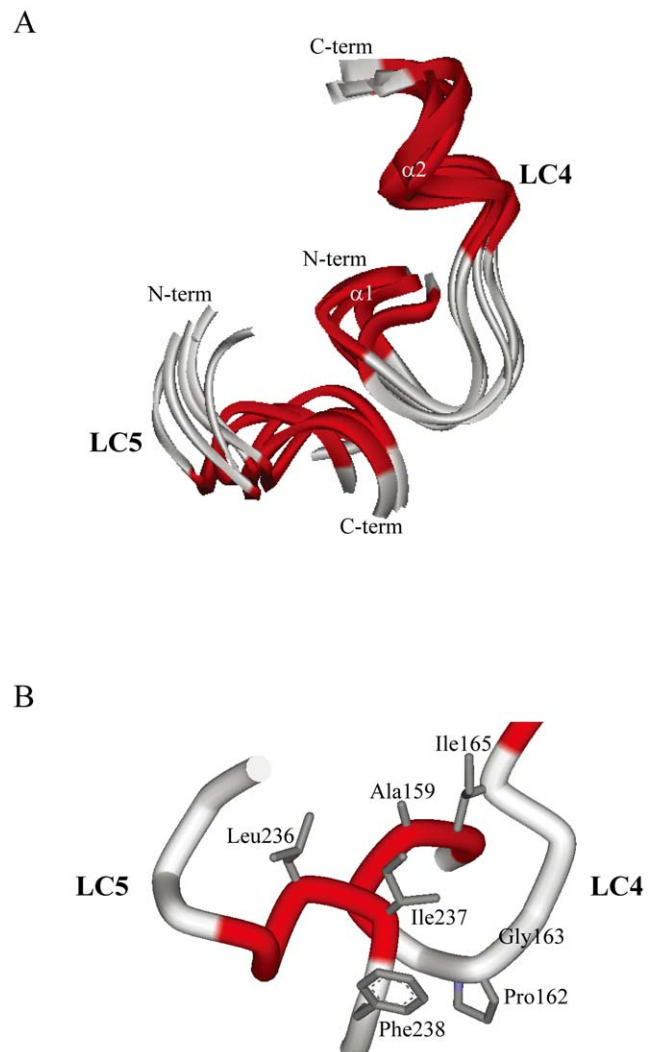 A
C-term
α2
LC4
N-term
α1
N-term
LC5
C-term
B
Ile165
Ala159
Leu236
LC5
LC4
Ile237
Gly163
Pro162
Phe238